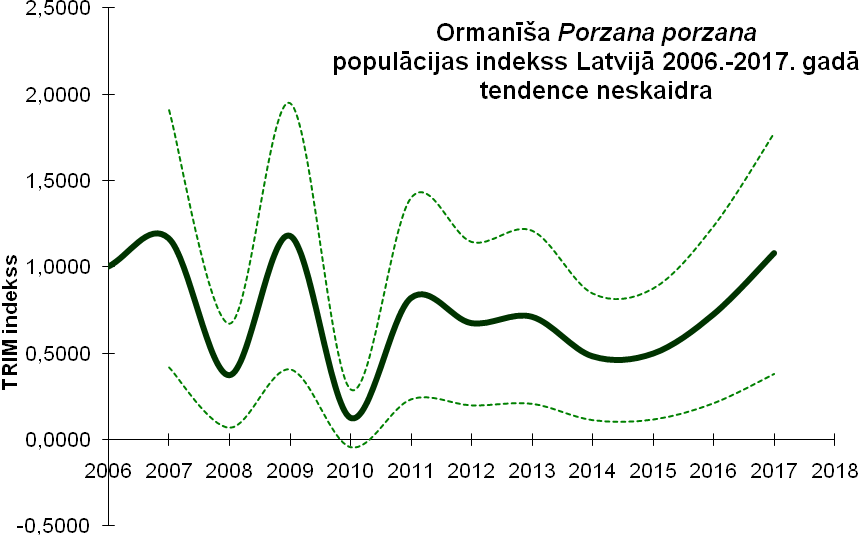 Ormanīša Porzana porzana
populācijas indekss Latvijā 2006.-2017. gadā
tendence neskaidra
TRIM indekss
2,5000
2,0000
1,5000
1,0000
0,5000
0,0000
-0,5000
2006 2007 2008 2009 2010 2011 2012 2013 2014 2015 2016 2017 2018